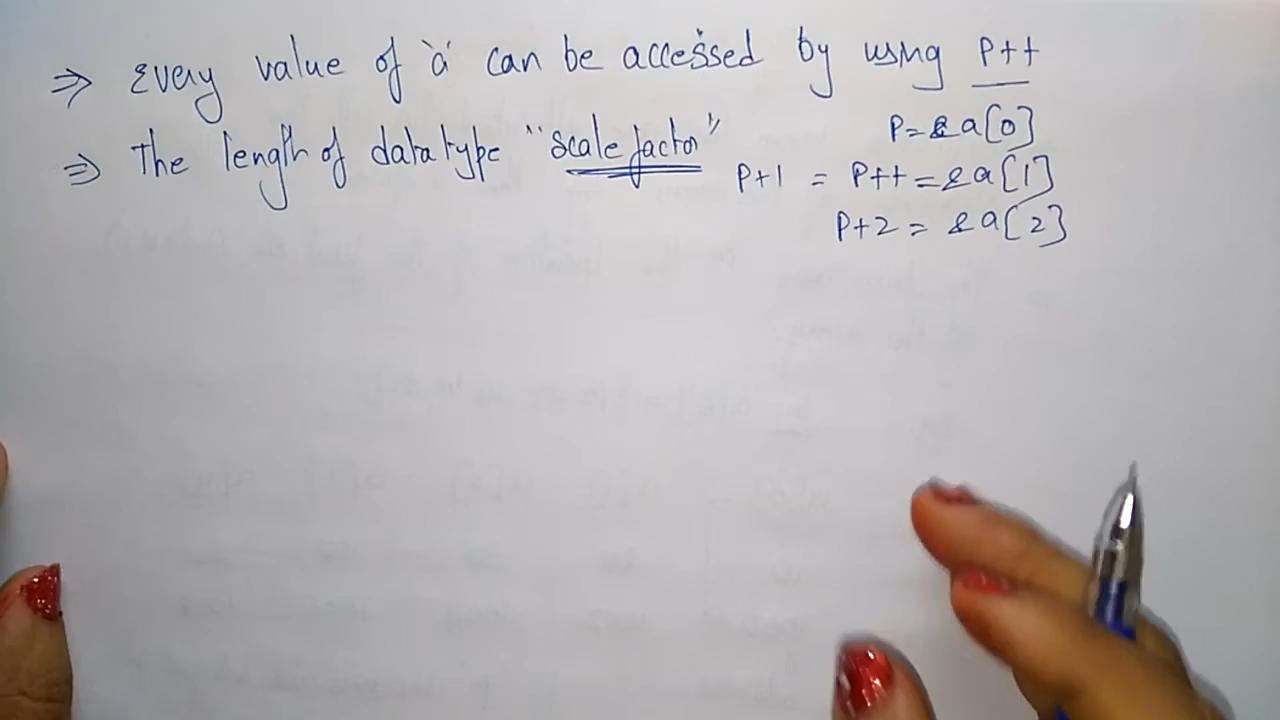 ⇒ Every value of 'a' can be accessed by using P++
P=&a[0]
⇒ The length of datatype "scale factor"
P+1 = P++ = &a[1]
P+2 = &a[2]